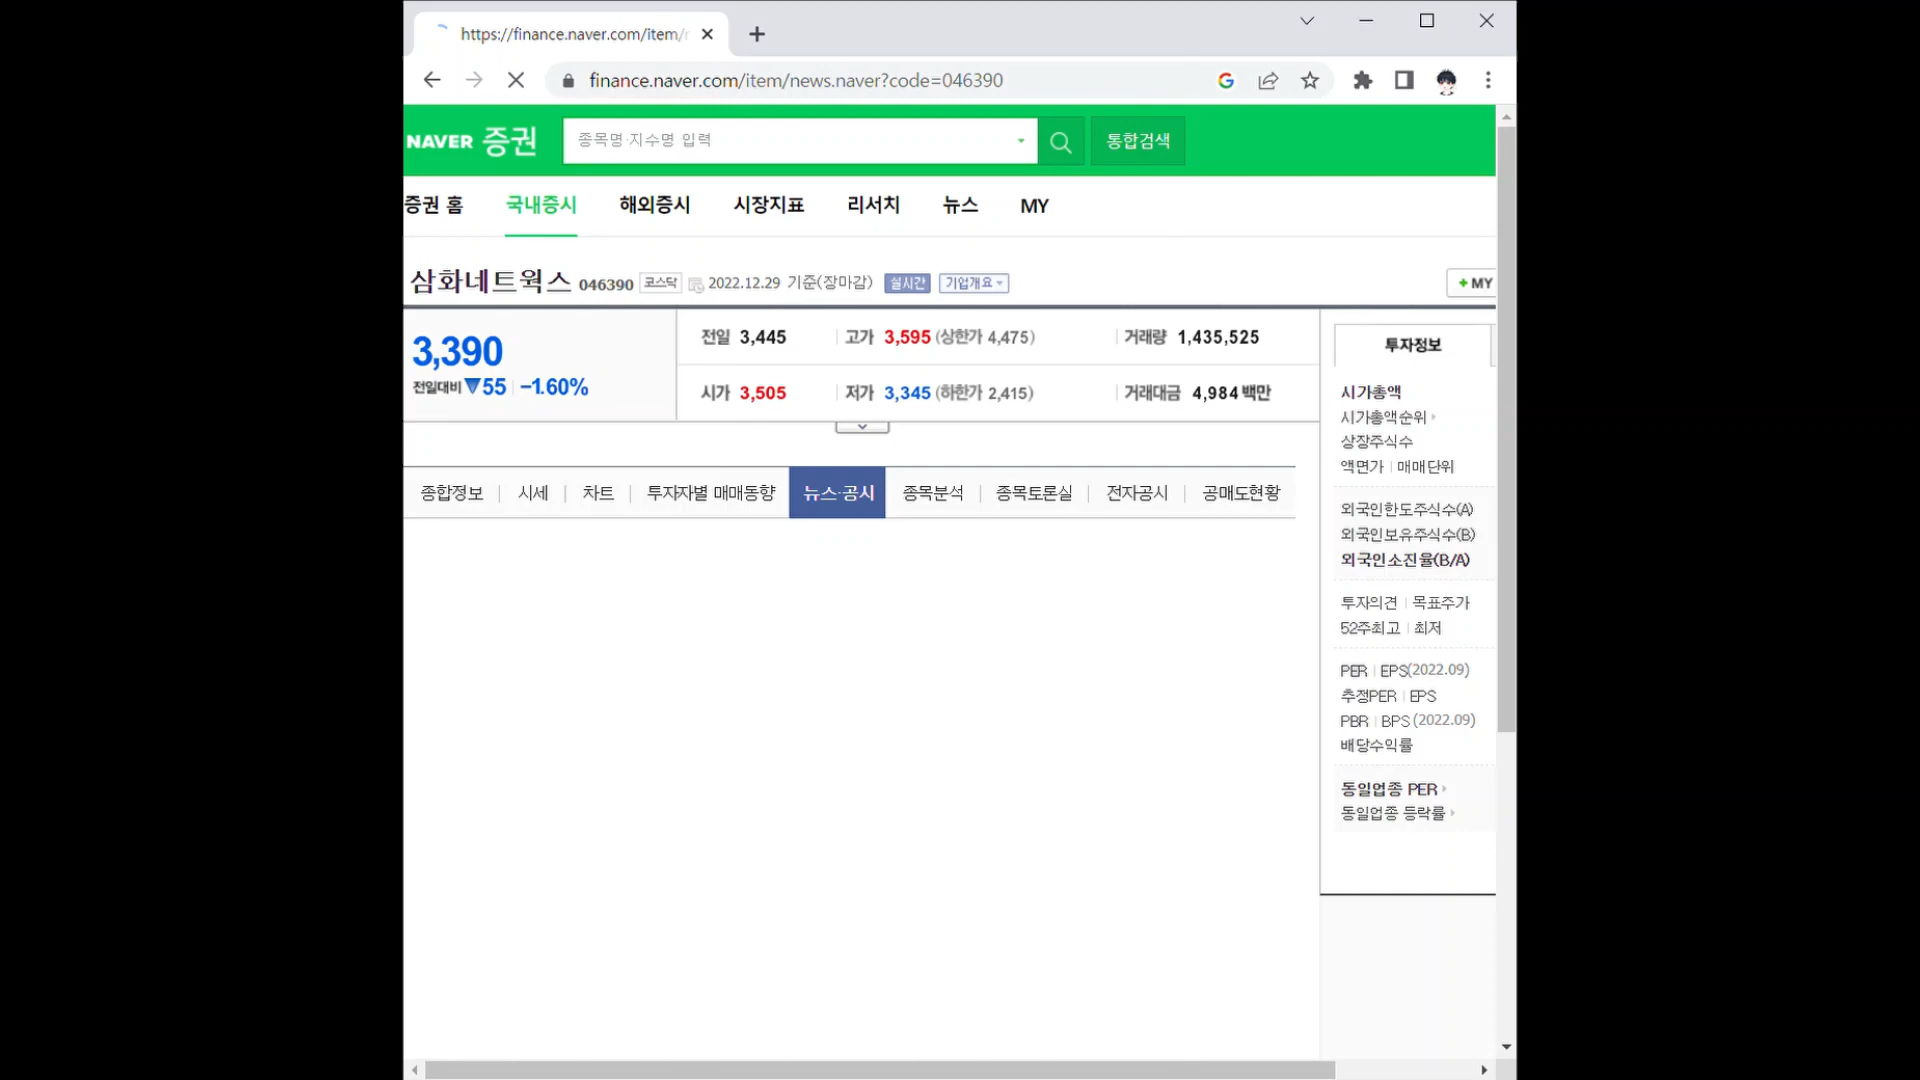 https://finance.naver.com/item/
finance.naver.com/item/news.naver?code=046390
NAVER 증권 종목명·지수명 입력 통합검색
증권 홈 국내증시 해외증시 시장지표 리서치 뉴스 MY
삼화네트웍스 046390 코스닥 2022.12.29 기준(장마감) 실시간 기업개요 + MY
3,390
전일대비 ▼55 -1.60%
전일 3,445 고가 3,595 (상한가 4,475) 거래량 1,435,525
시가 3,505 저가 3,345 (하한가 2,415) 거래대금 4,984 백만
종합정보 시세 차트 투자자별 매매동향 뉴스·공시 종목분석 종목토론실 전자공시 공매도현황
투자정보
시가총액
시가총액순위
상장주식수
액면가 매매단위
외국인한도주식수(A)
외국인보유주식수(B)
외국인소진율(B/A)
투자의견 목표주가
52주최고 최저
PER EPS(2022.09)
추정PER EPS
PBR BPS (2022.09)
배당수익률
동일업종 PER
동일업종 등락률